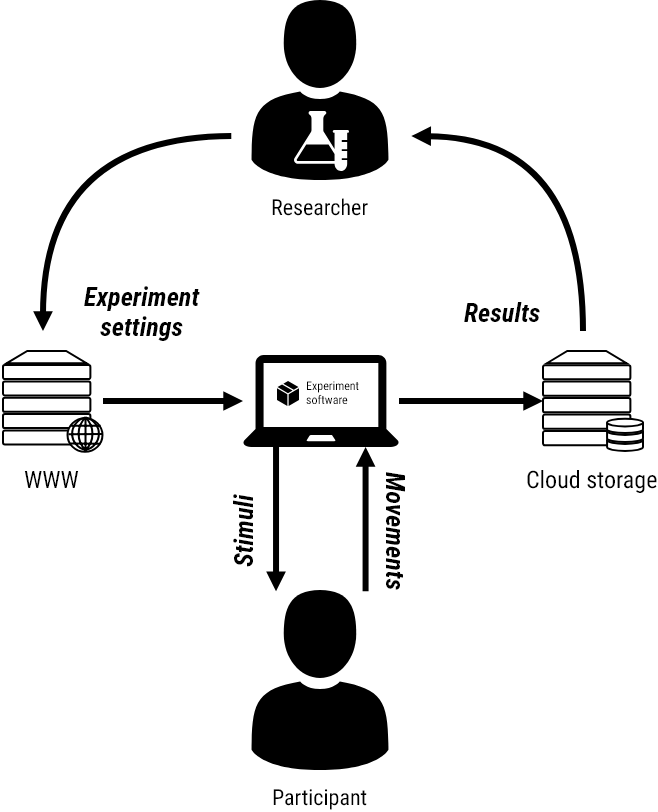 Researcher
Experiment
settings
Results
Experiment
software
WWW
Cloud storage
Stimuli
Movements
Participant